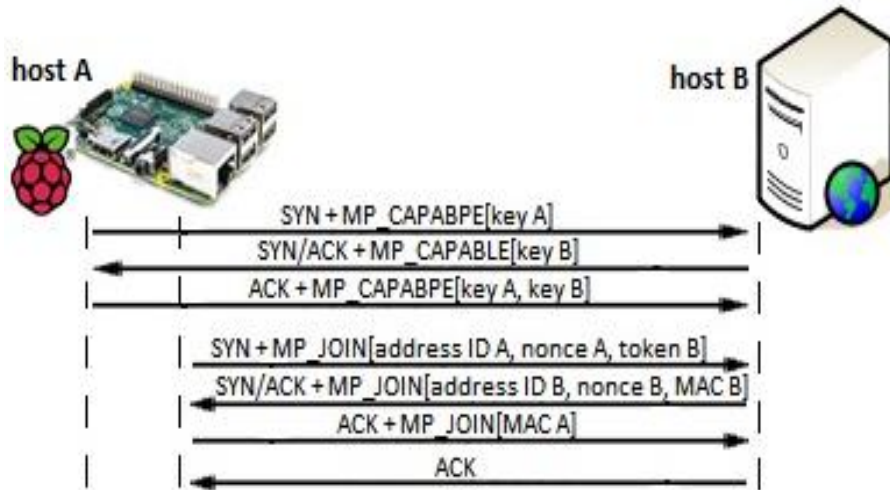 host A
host B
SYN + MP_CAPABPE[key A]
SYN/ACK + MP_CAPABLE[key B]
ACK + MP_CAPABPE[key A, key B]
SYN + MP_JOIN[address ID A, nonce A, token B]
SYN/ACK + MP_JOIN[address ID B, nonce B, MAC B]
ACK + MP_JOIN[MAC A]
ACK